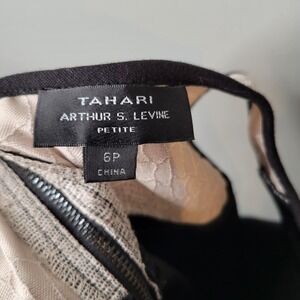 TAHARI
ARTHUR S. LEVINE
PETITE
6P
CHINA